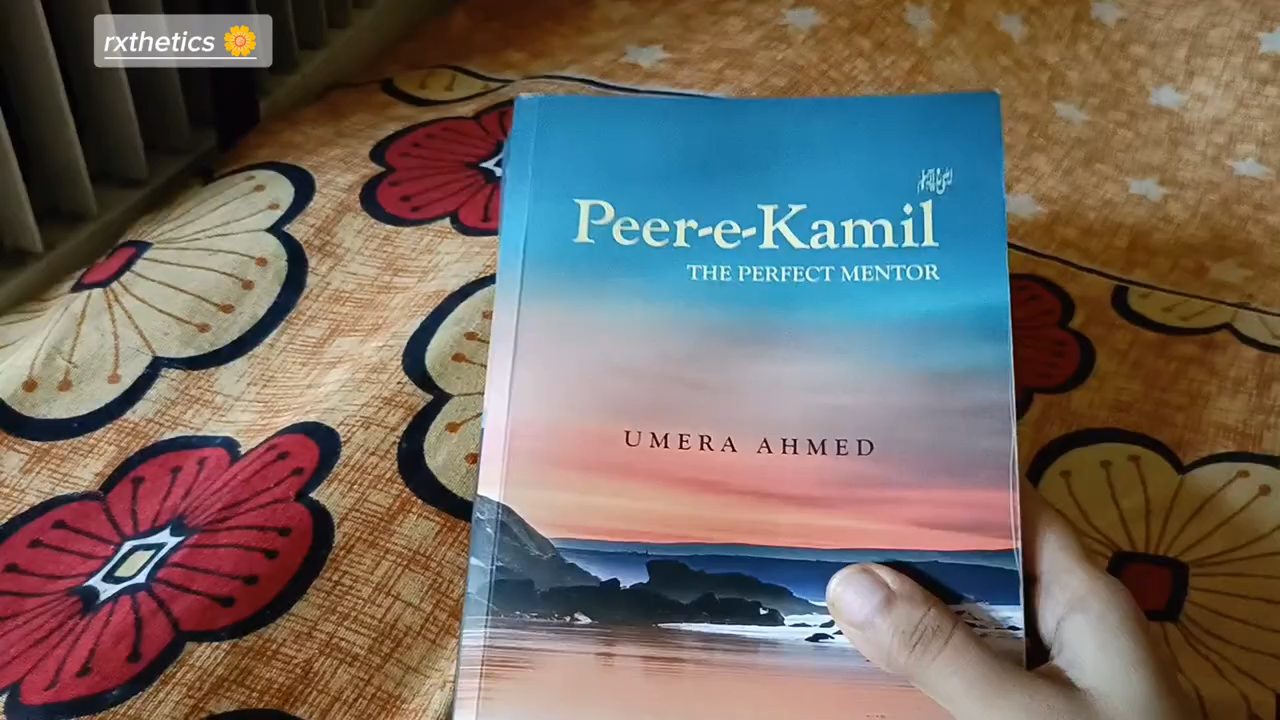 rxthetics
Peer-e-Kamil
THE PERFECT MENTOR
UMERA AHMED